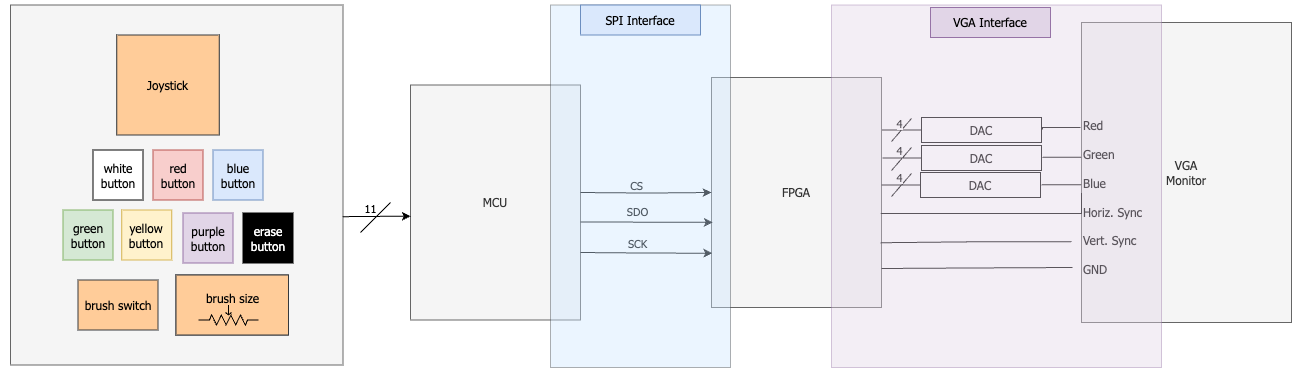 SPI Interface
VGA Interface
Joystick
white
button
red
button
blue
button
green
button
yellow
button
purple
button
erase
button
brush switch
brush size
11
MCU
CS
SDO
SCK
FPGA
4
DAC
4
DAC
4
DAC
Red
Green
Blue
Horiz. Sync
Vert. Sync
GND
VGA
Monitor